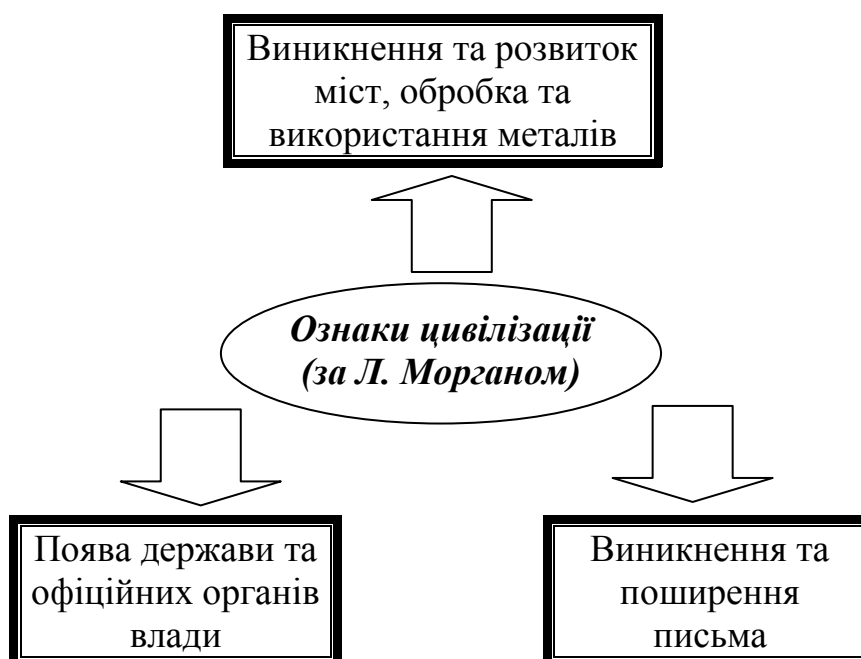 Виникнення та розвиток
міст, обробка та
використання металів
Ознаки цивілізації
(за Л. Морганом)
Поява держави та
офіційних органів
влади
Виникнення та
поширення
письма